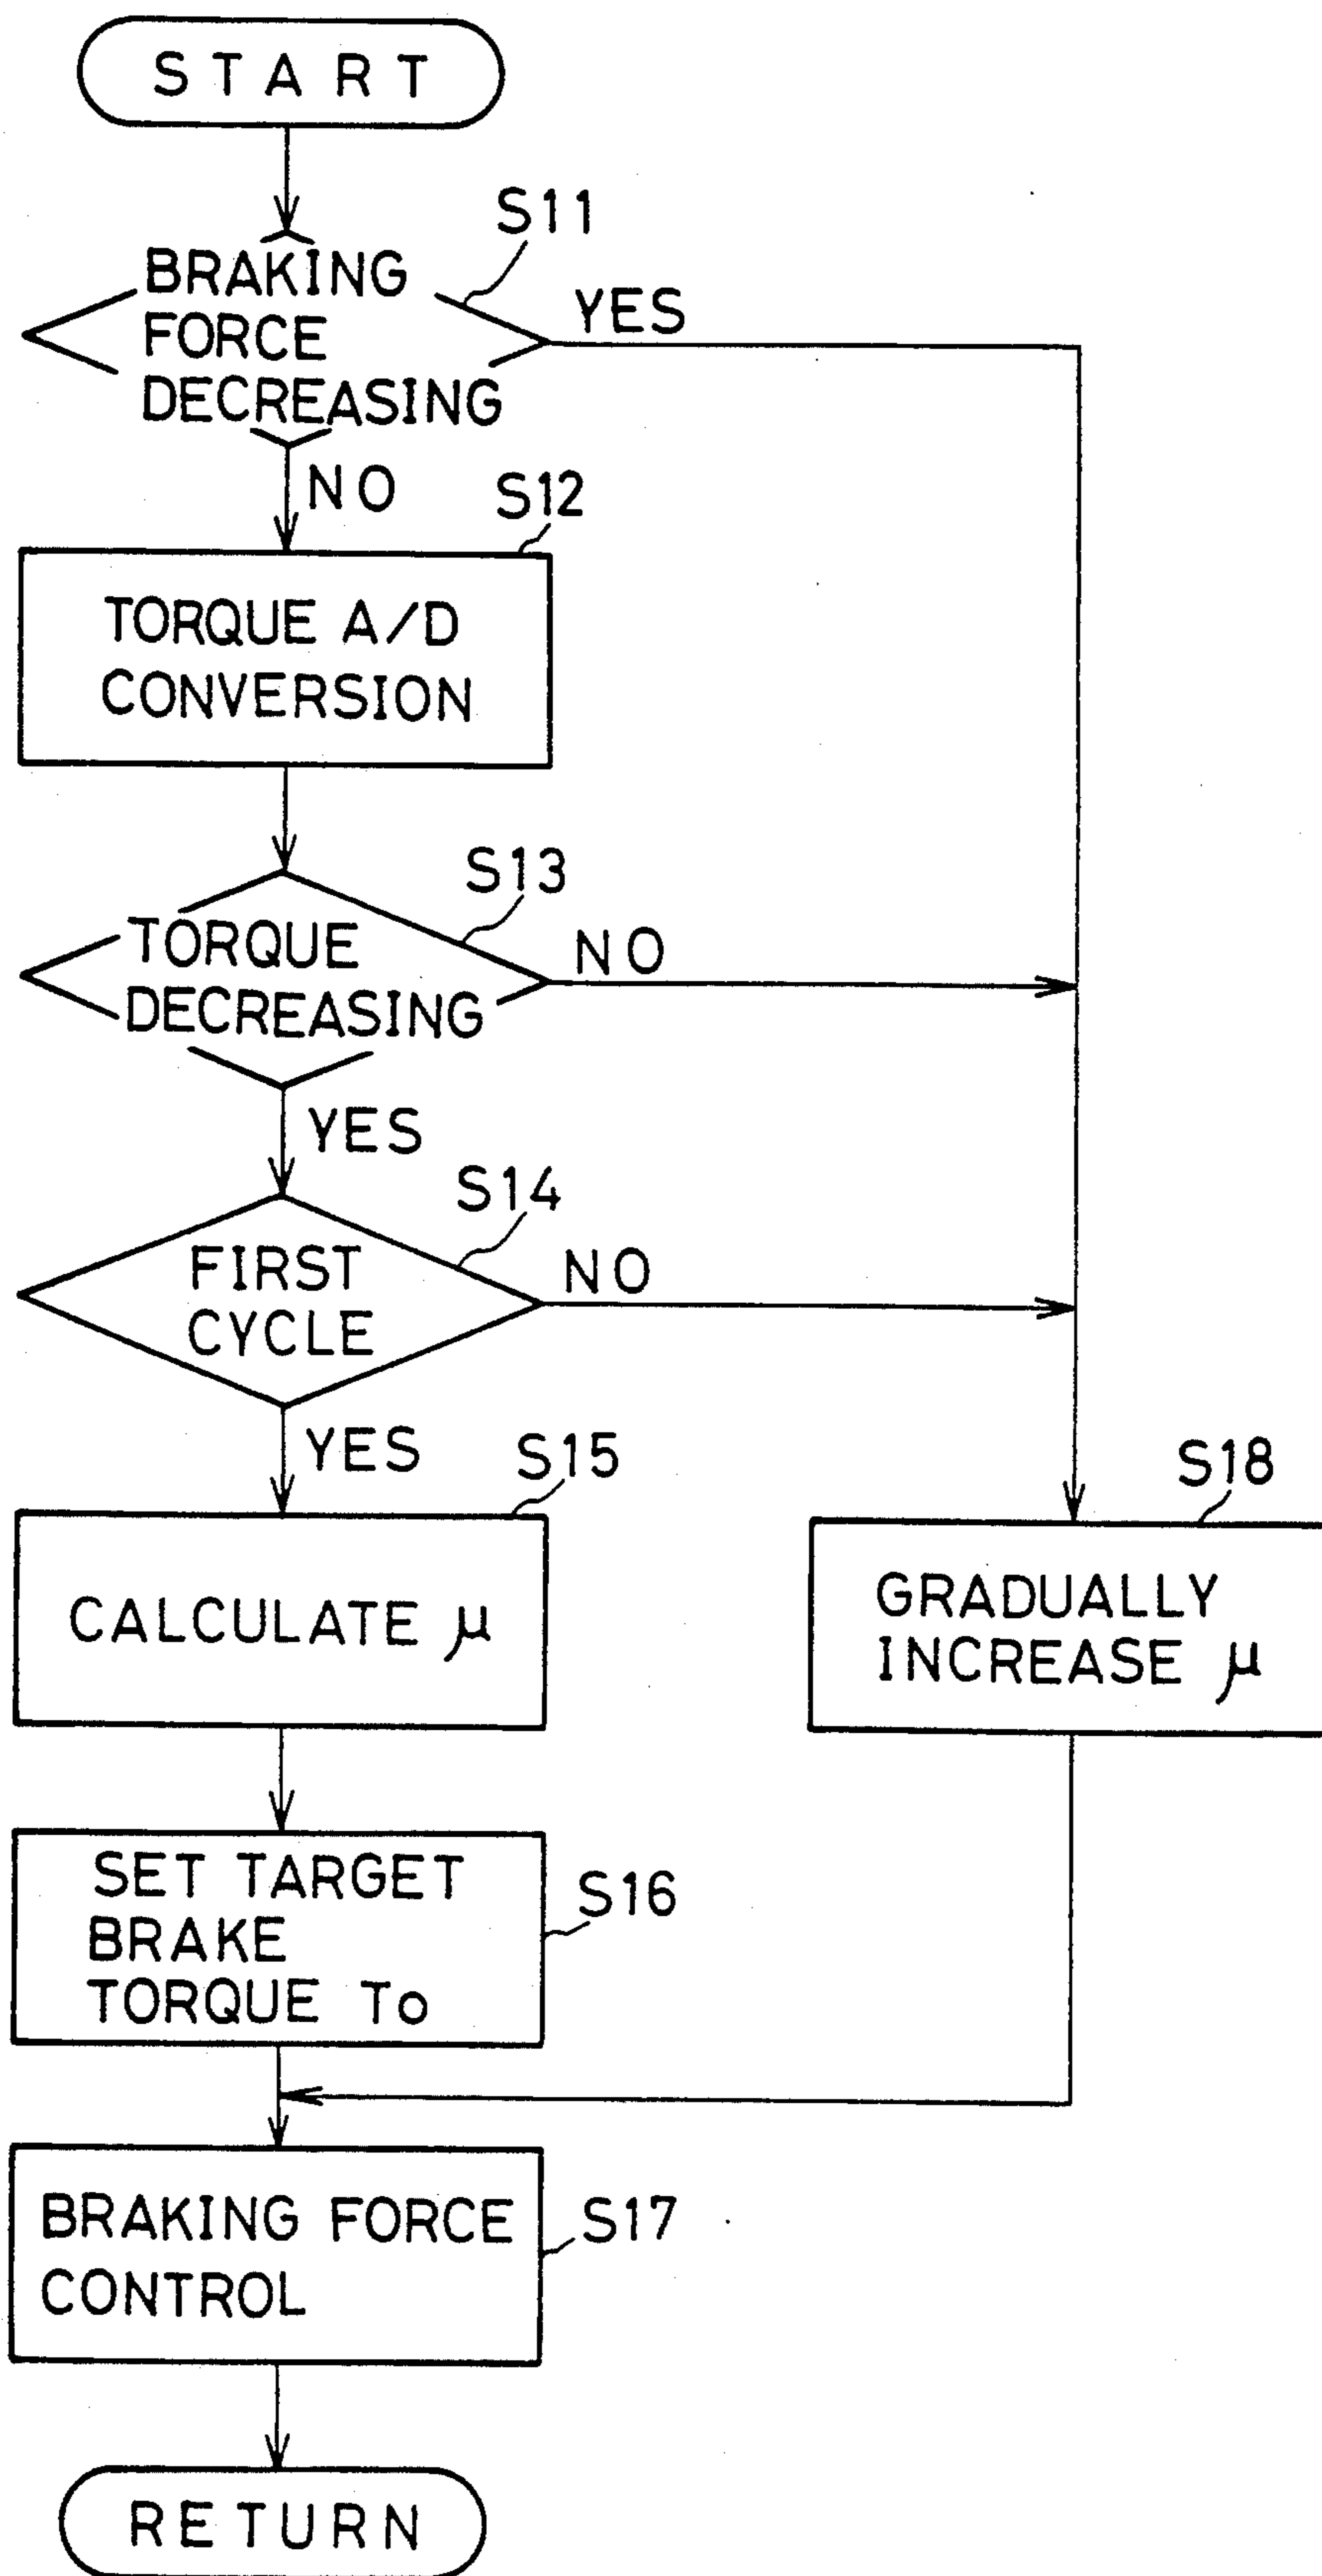 START
S11
BRAKING
FORCE
DECREASING
YES
NO
S12
TORQUE A/D
CONVERSION
S13
TORQUE
DECREASING
NO
YES
S14
FIRST
CYCLE
NO
YES
S15
CALCULATE μ
S18
GRADUALLY
INCREASE μ
SET TARGET
BRAKE
TORQUE To
S16
BRAKING FORCE
CONTROL
S17
RETURN